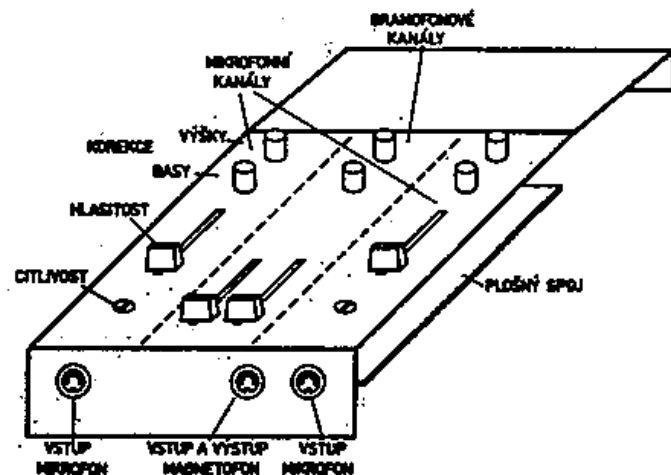 GRAMOFONOVÉ
KANÁLY
MIKROFONNÍ
KANÁLY
VÝŠKY
KOREKCE
BASY
HLASITOST
CITLIVOST
PLOŠNÝ SPOJ
VSTUP
MIKROFON
VSTUP A VÝSTUP
MAGNETOFON
VSTUP
MIKROFON